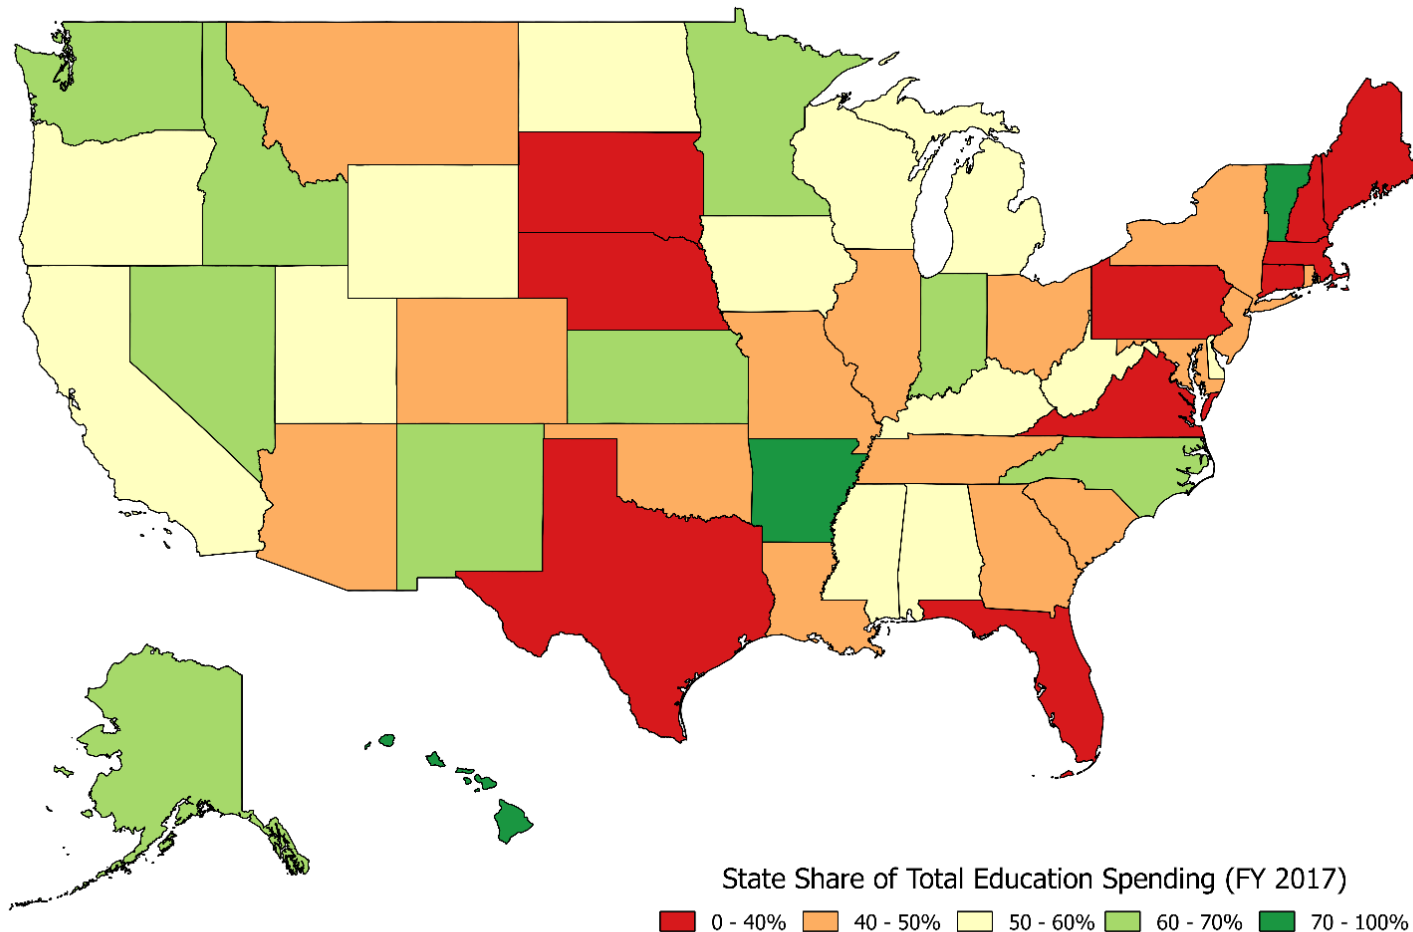 State Share of Total Education Spending (FY 2017)
0 - 40% 40 - 50% 50 - 60% 60 - 70% 70 - 100%